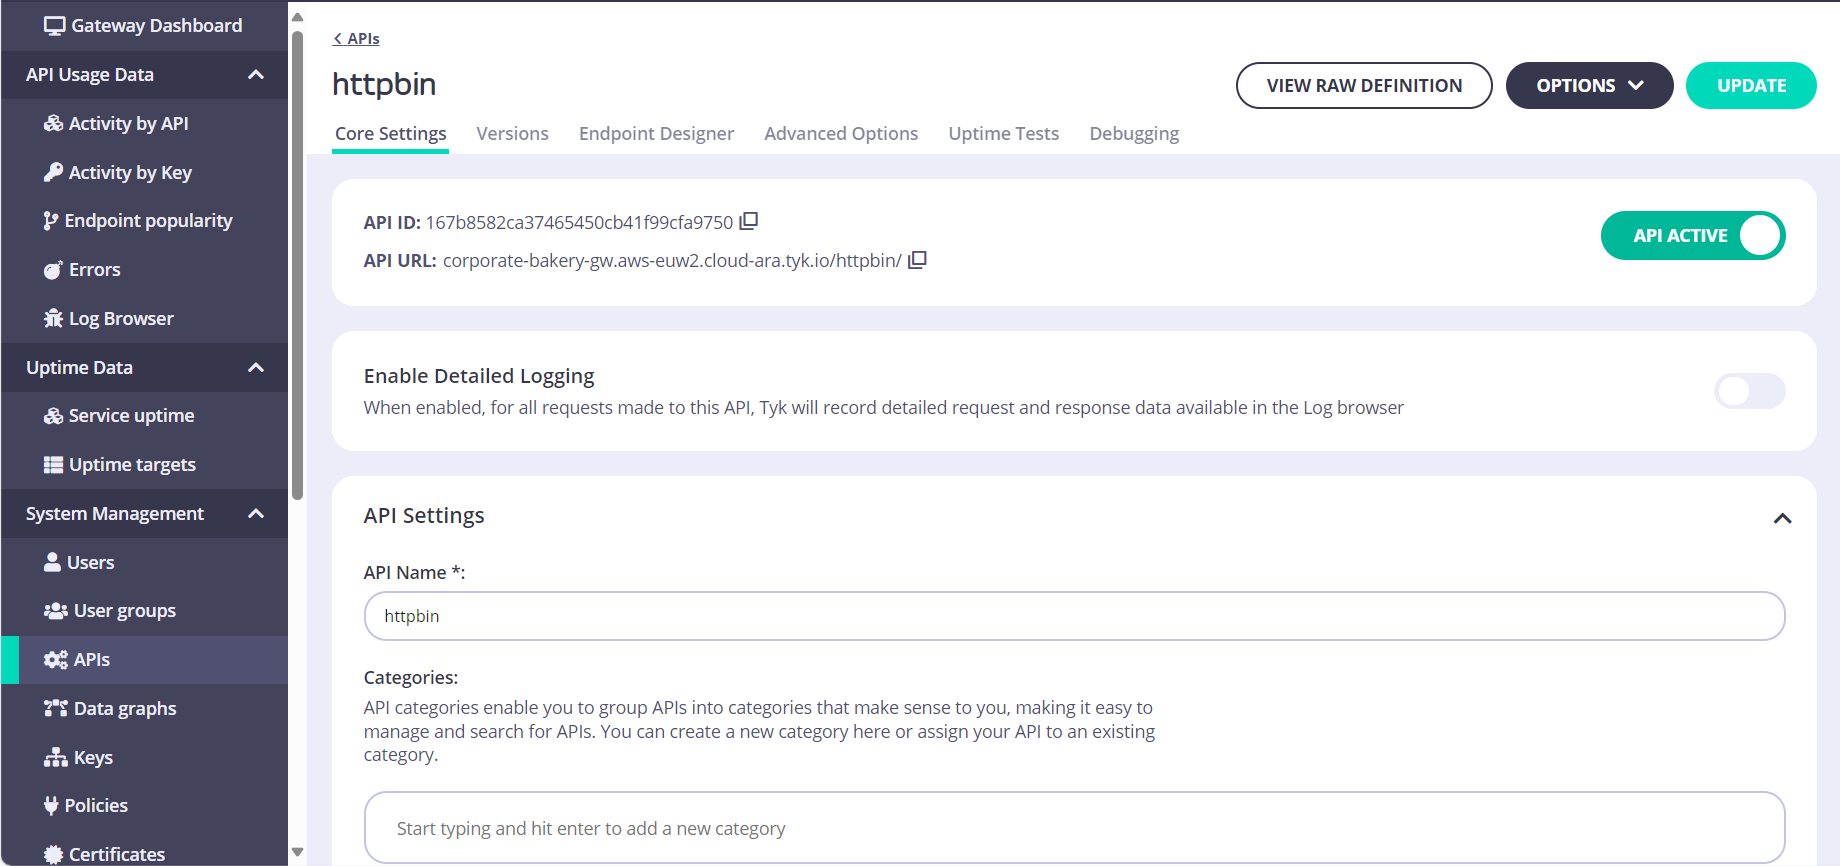 Gateway Dashboard
API Usage Data
Activity by API
Activity by Key
Endpoint popularity
Errors
Log Browser
Uptime Data
Service uptime
Uptime targets
System Management
Users
User groups
APIs
Data graphs
Keys
Policies
Certificates
< APIs
httpbin
VIEW RAW DEFINITION
OPTIONS
UPDATE
Core Settings
Versions
Endpoint Designer
Advanced Options
Uptime Tests
Debugging
API ID: 167b8582ca37465450cb41f99cfa9750
API URL: corporate-bakery-gw.aws-euw2.cloud-ara.tyk.io/httpbin/
API ACTIVE
Enable Detailed Logging
When enabled, for all requests made to this API, Tyk will record detailed request and response data available in the Log browser
API Settings
API Name *:
httpbin
Categories:
API categories enable you to group APIs into categories that make sense to you, making it easy to
manage and search for APIs. You can create a new category here or assign your API to an existing
category.
Start typing and hit enter to add a new category